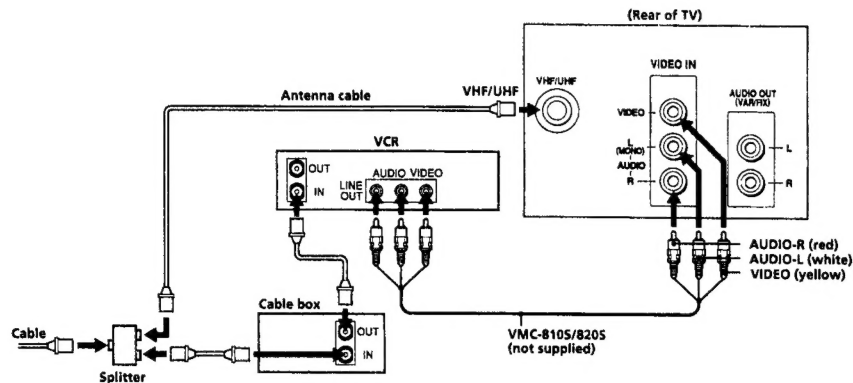 (Rear of TV)
VIDEO IN
VHF/UHF
AUDIO OUT
(VAR/FIX)
Antenna cable
VHF/UHF
VIDEO
L
(MONO)
AUDIO
R
L
R
VCR
OUT
IN
AUDIO VIDEO
LINE
OUT
AUDIO-R (red)
AUDIO-L (white)
VIDEO (yellow)
Cable box
OUT
IN
Cable
Splitter
VMC-810S/820S
(not supplied)